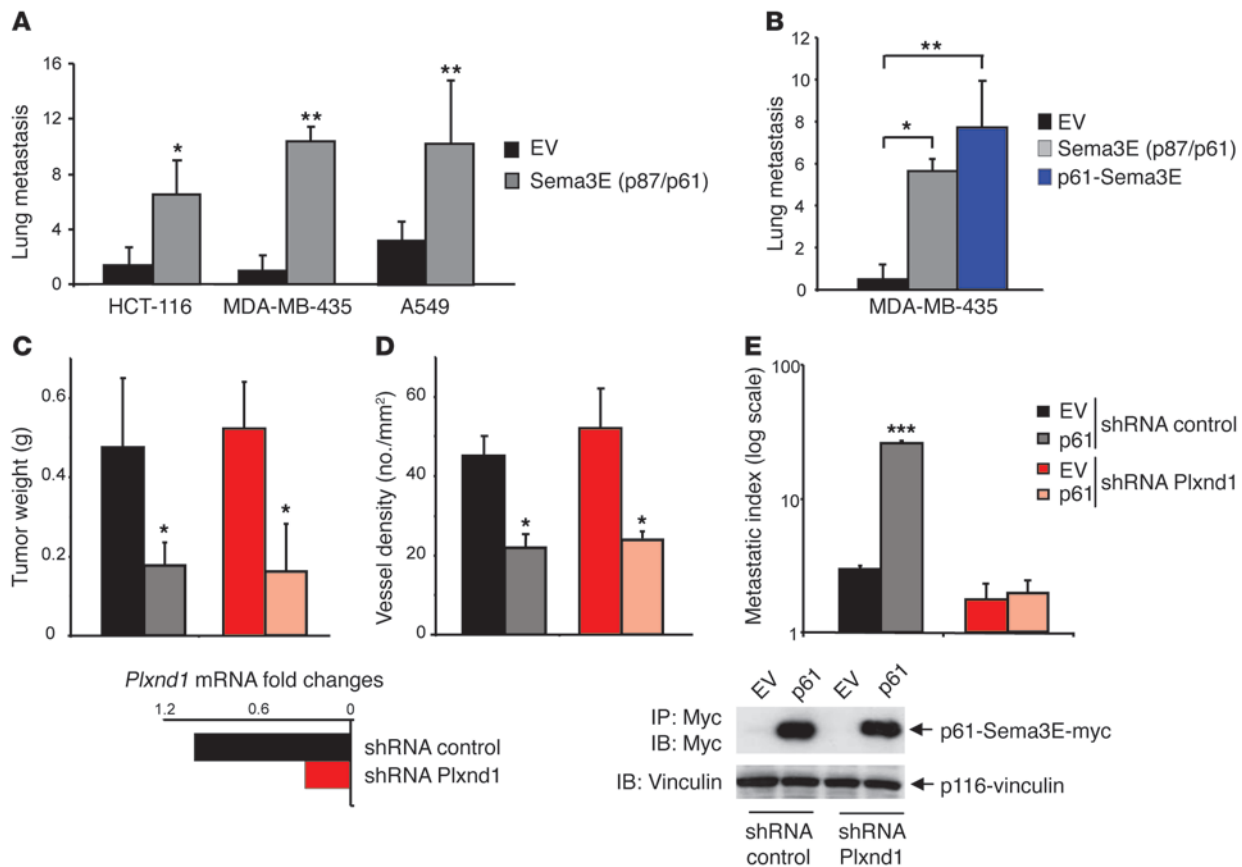 A
Lung metastasis
16
12
8
4
0
*
**
**
HCT-116
MDA-MB-435
A549
EV
Sema3E (p87/p61)
B
Lung metastasis
12
10
8
6
4
2
0
*
**
MDA-MB-435
EV
Sema3E (p87/p61)
p61-Sema3E
C
Tumor weight (g)
0.6
0.4
0.2
0
*
*
D
Vessel density (no./mm²)
60
40
20
0
*
*
E
Metastatic index (log scale)
100
10
1
***
EV
p61
shRNA control
EV
p61
shRNA Plxnd1
Plxnd1 mRNA fold changes
1.2
0.6
0
shRNA control
shRNA Plxnd1
EV
p61
EV
p61
IP: Myc
IB: Myc
p61-Sema3E-myc
IB: Vinculin
p116-vinculin
shRNA
control
shRNA
Plxnd1